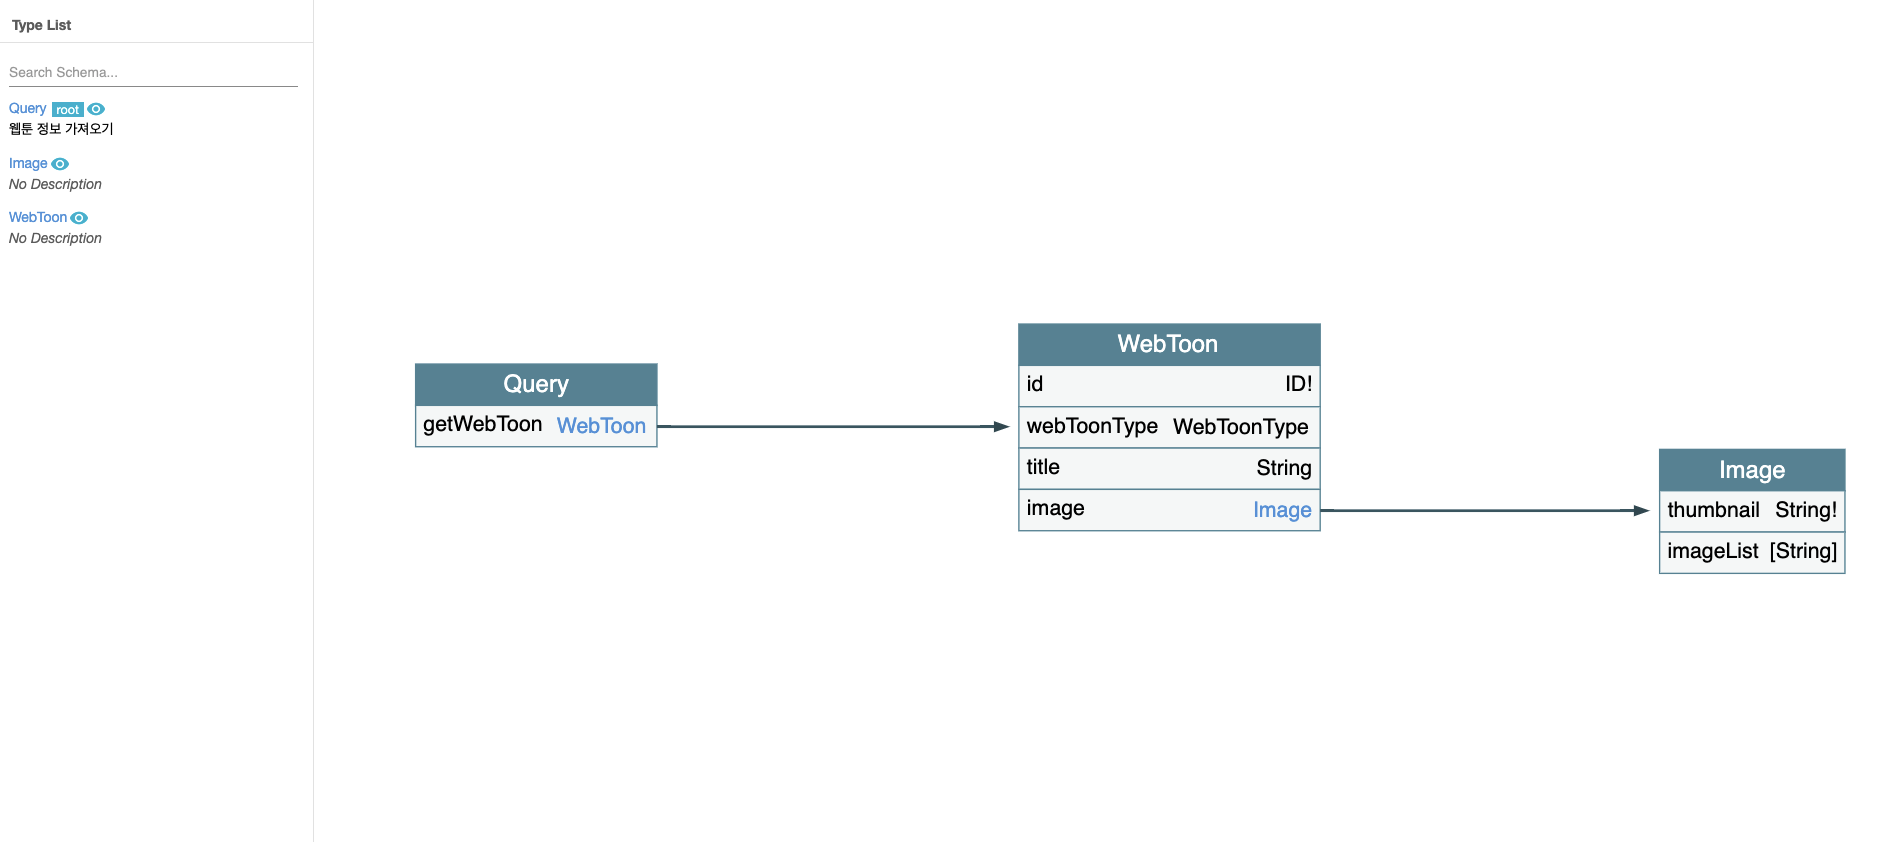 Type List
Search Schema...
Query root
웹툰 정보 가져오기
Image
No Description
WebToon
No Description
Query
getWebToon WebToon
WebToon
id ID!
webToonType WebToonType
title String
image Image
Image
thumbnail String!
imageList [String]